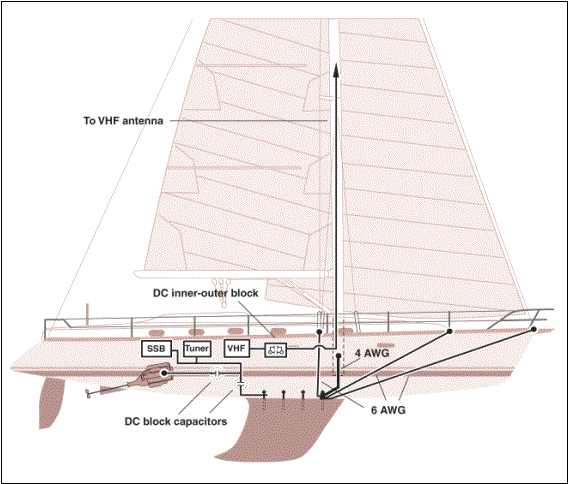 To VHF antenna
DC inner-outer block
SSB
Tuner
VHF
4 AWG
6 AWG
DC block capacitors